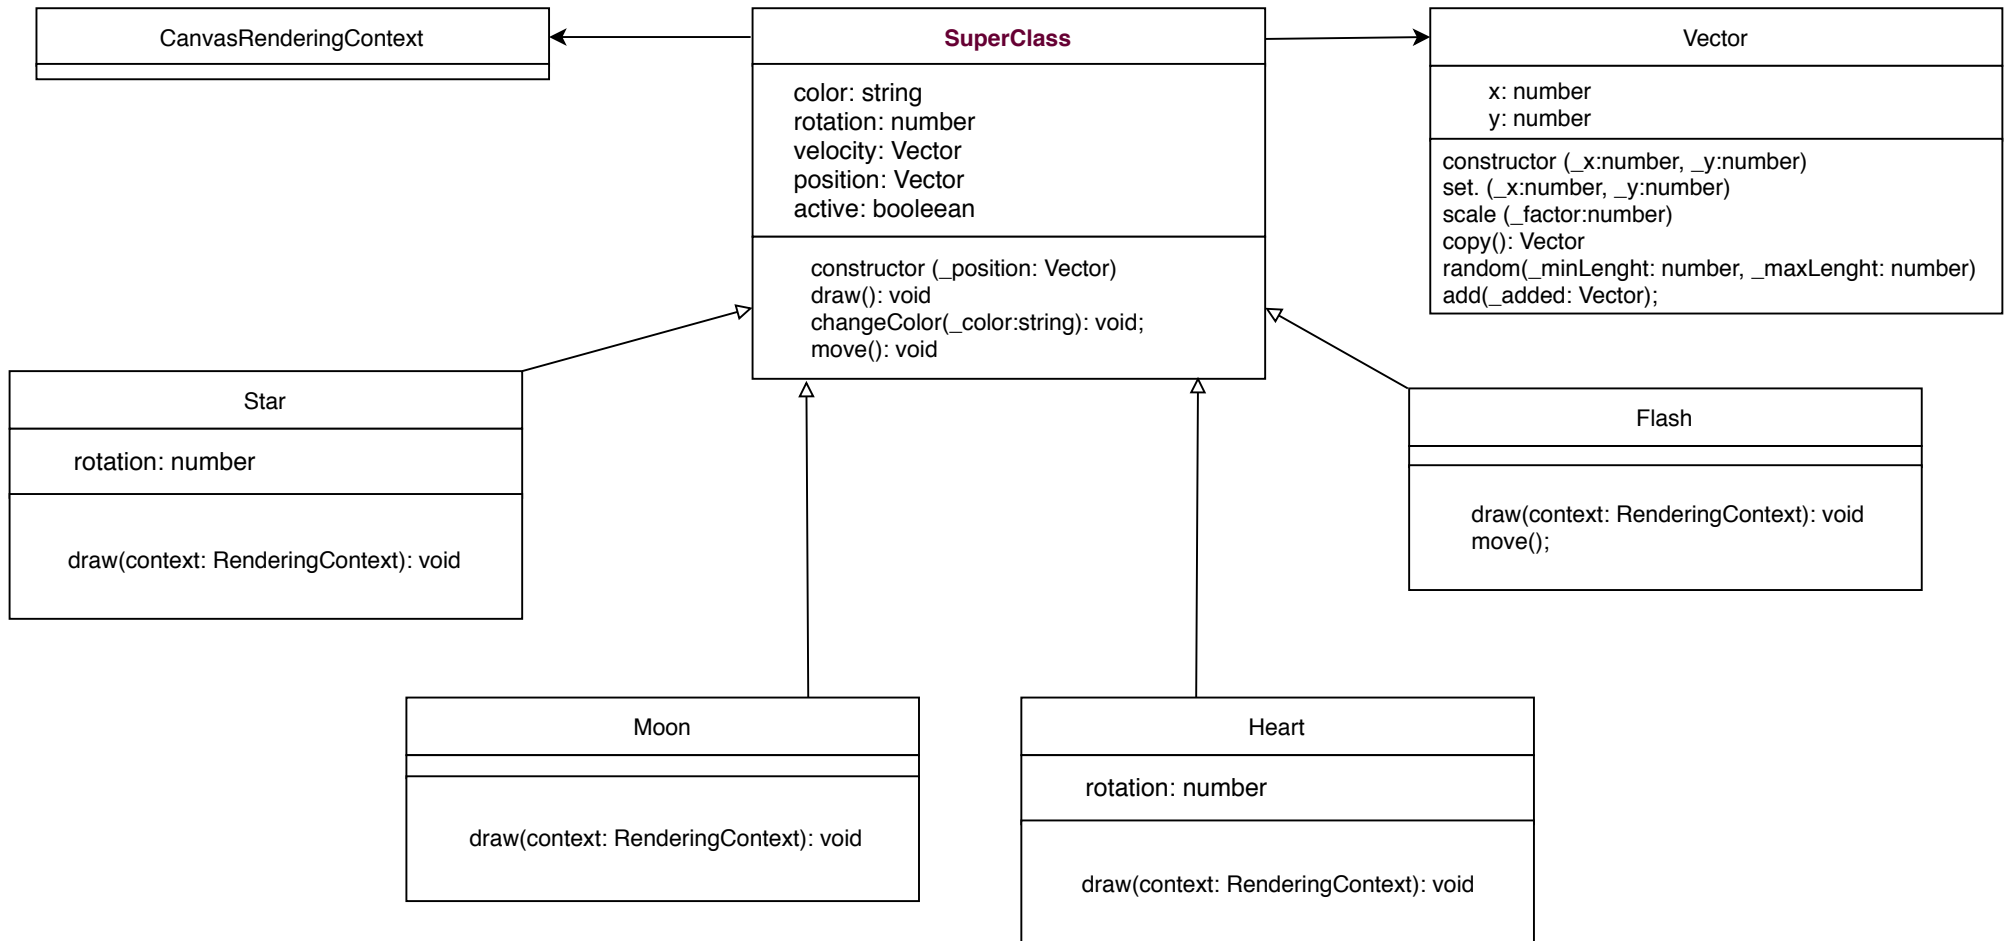 CanvasRenderingContext
SuperClass
color: string
rotation: number
velocity: Vector
position: Vector
active: booleean
constructor (_position: Vector)
draw(): void
changeColor(_color:string): void;
move(): void
Vector
x: number
y: number
constructor (_x:number, _y:number)
set. (_x:number, _y:number)
scale (_factor:number)
copy(): Vector
random(_minLenght: number, _maxLenght: number)
add(_added: Vector);
Star
rotation: number
draw(context: RenderingContext): void
Flash
draw(context: RenderingContext): void
move();
Moon
draw(context: RenderingContext): void
Heart
rotation: number
draw(context: RenderingContext): void